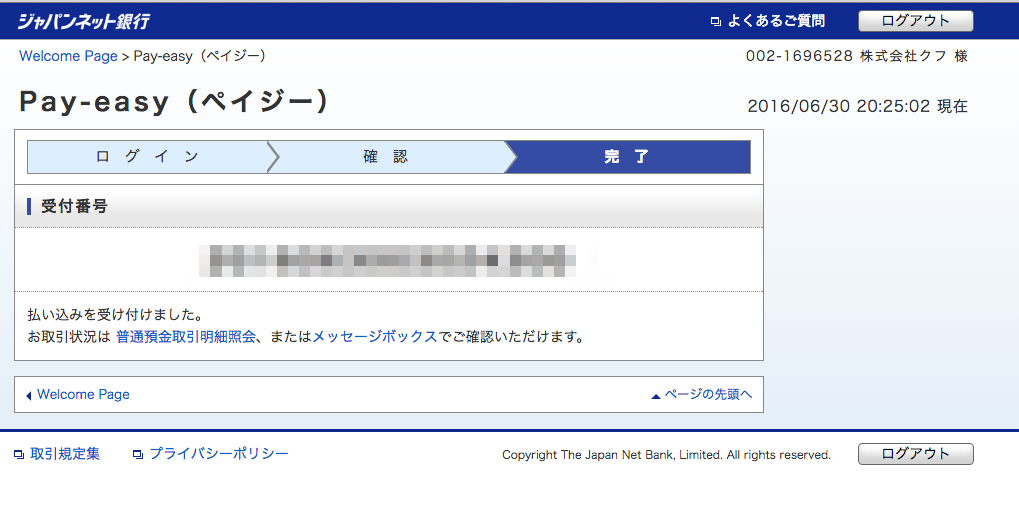 ジャパンネット銀行
よくあるご質問
ログアウト
Welcome Page > Pay-easy（ペイジー）
002-1696528 株式会社クフ 様
Pay-easy（ペイジー）
2016/06/30 20:25:02 現在
ログイン
確認
完了
受付番号
払い込みを受け付けました。
お取引状況は 普通預金取引明細照会、またはメッセージボックスでご確認いただけます。
Welcome Page
ページの先頭へ
取引規定集
プライバシーポリシー
Copyright The Japan Net Bank, Limited. All rights reserved.
ログアウト